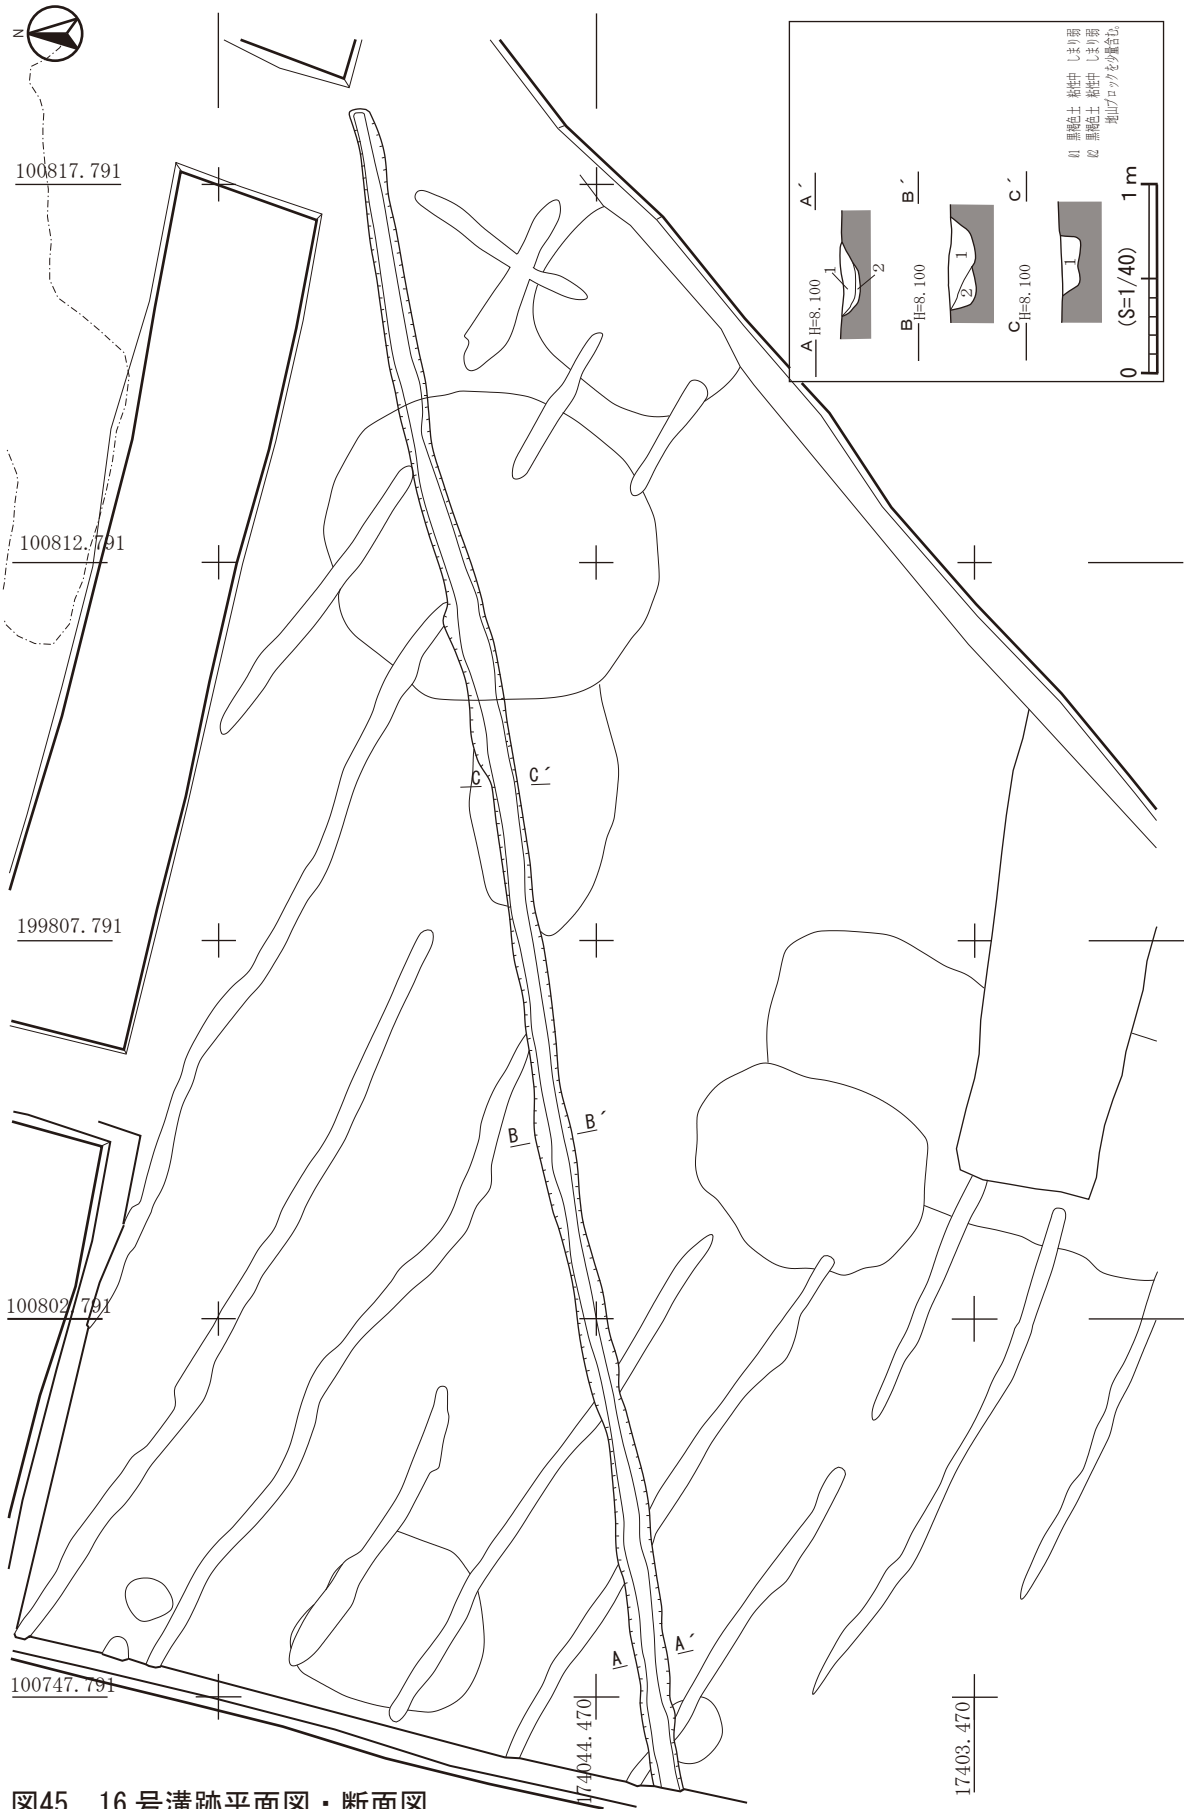 N
100817.791
100812.791
199807.791
100802.791
100747.791
174044.470
17403.470
C
C´
B
B´
A
A´
A
A´
H=8.100
1
2
B
B´
H=8.100
1
2
C
C´
H=8.100
1
0
1m
(S=1/40)
#1 黒褐色土 粘性中 しまり弱
#2 黒褐色土 粘性中 しまり弱
地山ブロックを少量含む。
図45 16号溝跡平面図・断面図